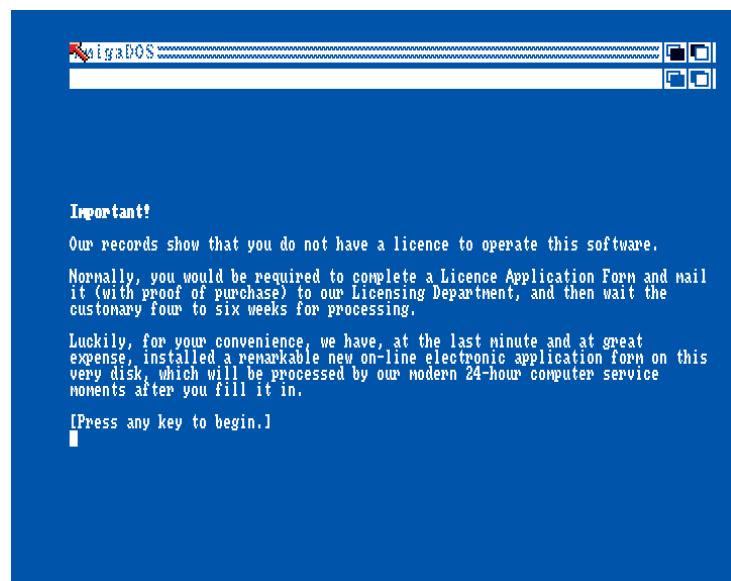 AmigaDOS
Important!
Our records show that you do not have a licence to operate this software.
Normally, you would be required to complete a Licence Application Form and mail
it (with proof of purchase) to our Licensing Department, and then wait the
customary four to six weeks for processing.
Luckily, for your convenience, we have, at the last minute and at great
expense, installed a remarkable new on-line electronic application form on this
very disk, which will be processed by our modern 24-hour computer service
moments after you fill it in.
[Press any key to begin.]